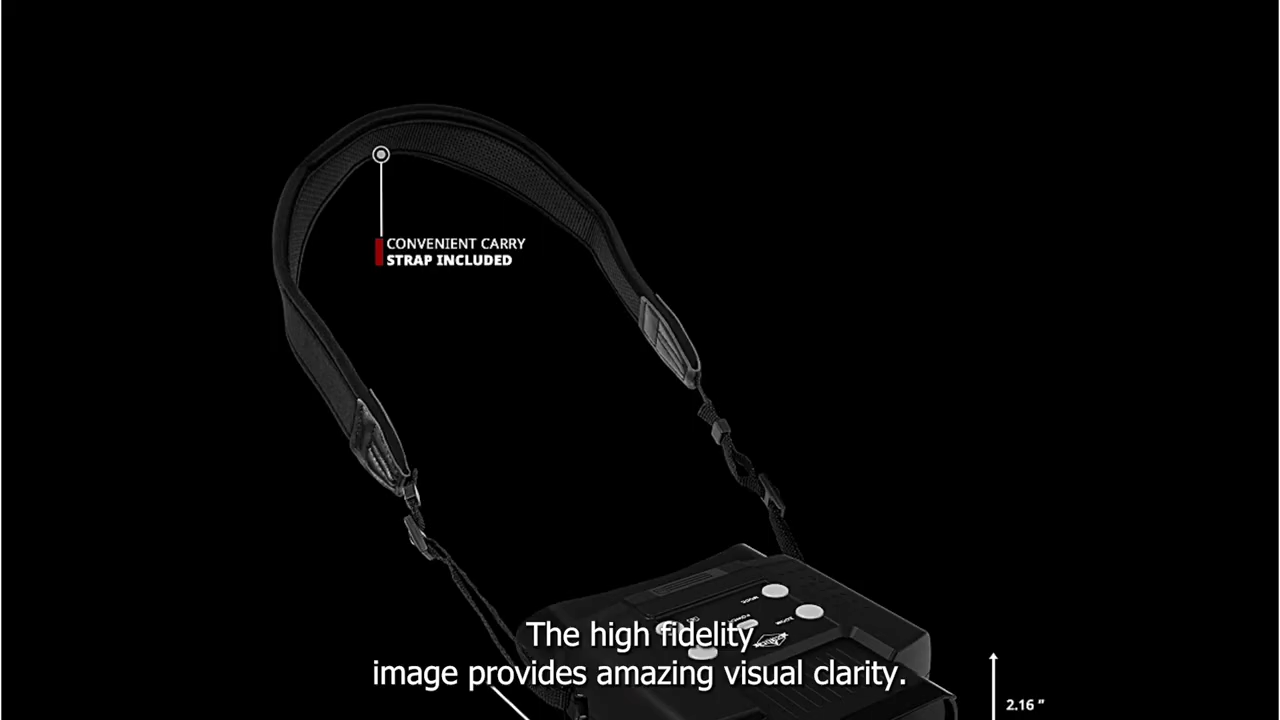 CONVENIENT CARRY
STRAP INCLUDED
The high fidelity
image provides amazing visual clarity.
2.16 "